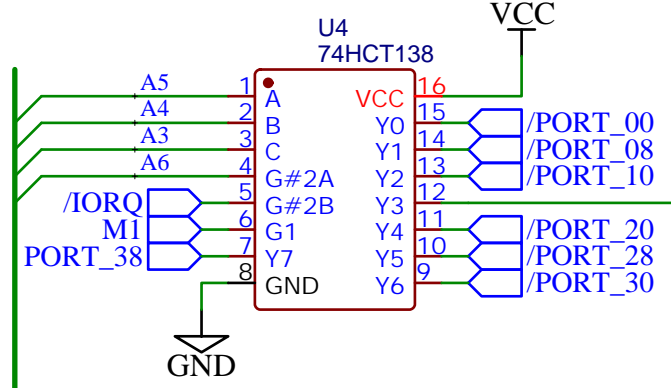 VCC
U4
74HCT138
A5 1 A VCC 16
A4 2 B Y0 15 /PORT_00
A3 3 C Y1 14 /PORT_08
A6 4 G#2A Y2 13 /PORT_10
/IORQ 5 G#2B Y3 12
M1 6 G1 Y4 11 /PORT_20
PORT_38 7 Y7 Y5 10 /PORT_28
8 GND Y6 9 /PORT_30
GND